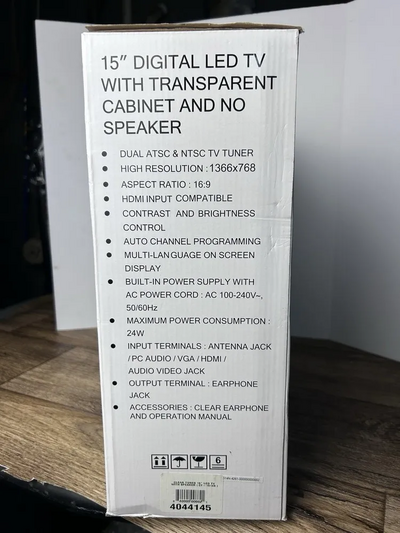 15” DIGITAL LED TV
WITH TRANSPARENT
CABINET AND NO
SPEAKER
● DUAL ATSC & NTSC TV TUNER
● HIGH RESOLUTION : 1366x768
● ASPECT RATIO : 16:9
● HDMI INPUT COMPATIBLE
● CONTRAST AND BRIGHTNESS
CONTROL
● AUTO CHANNEL PROGRAMMING
● MULTI-LANGUAGE ON SCREEN
DISPLAY
● BUILT-IN POWER SUPPLY WITH
AC POWER CORD : AC 100-240V~,
50/60Hz
● MAXIMUM POWER CONSUMPTION :
24W
● INPUT TERMINALS : ANTENNA JACK
/ PC AUDIO / VGA / HDMI /
AUDIO VIDEO JACK
● OUTPUT TERMINAL : EARPHONE
JACK
● ACCESSORIES : CLEAR EARPHONE
AND OPERATION MANUAL
6
4044145